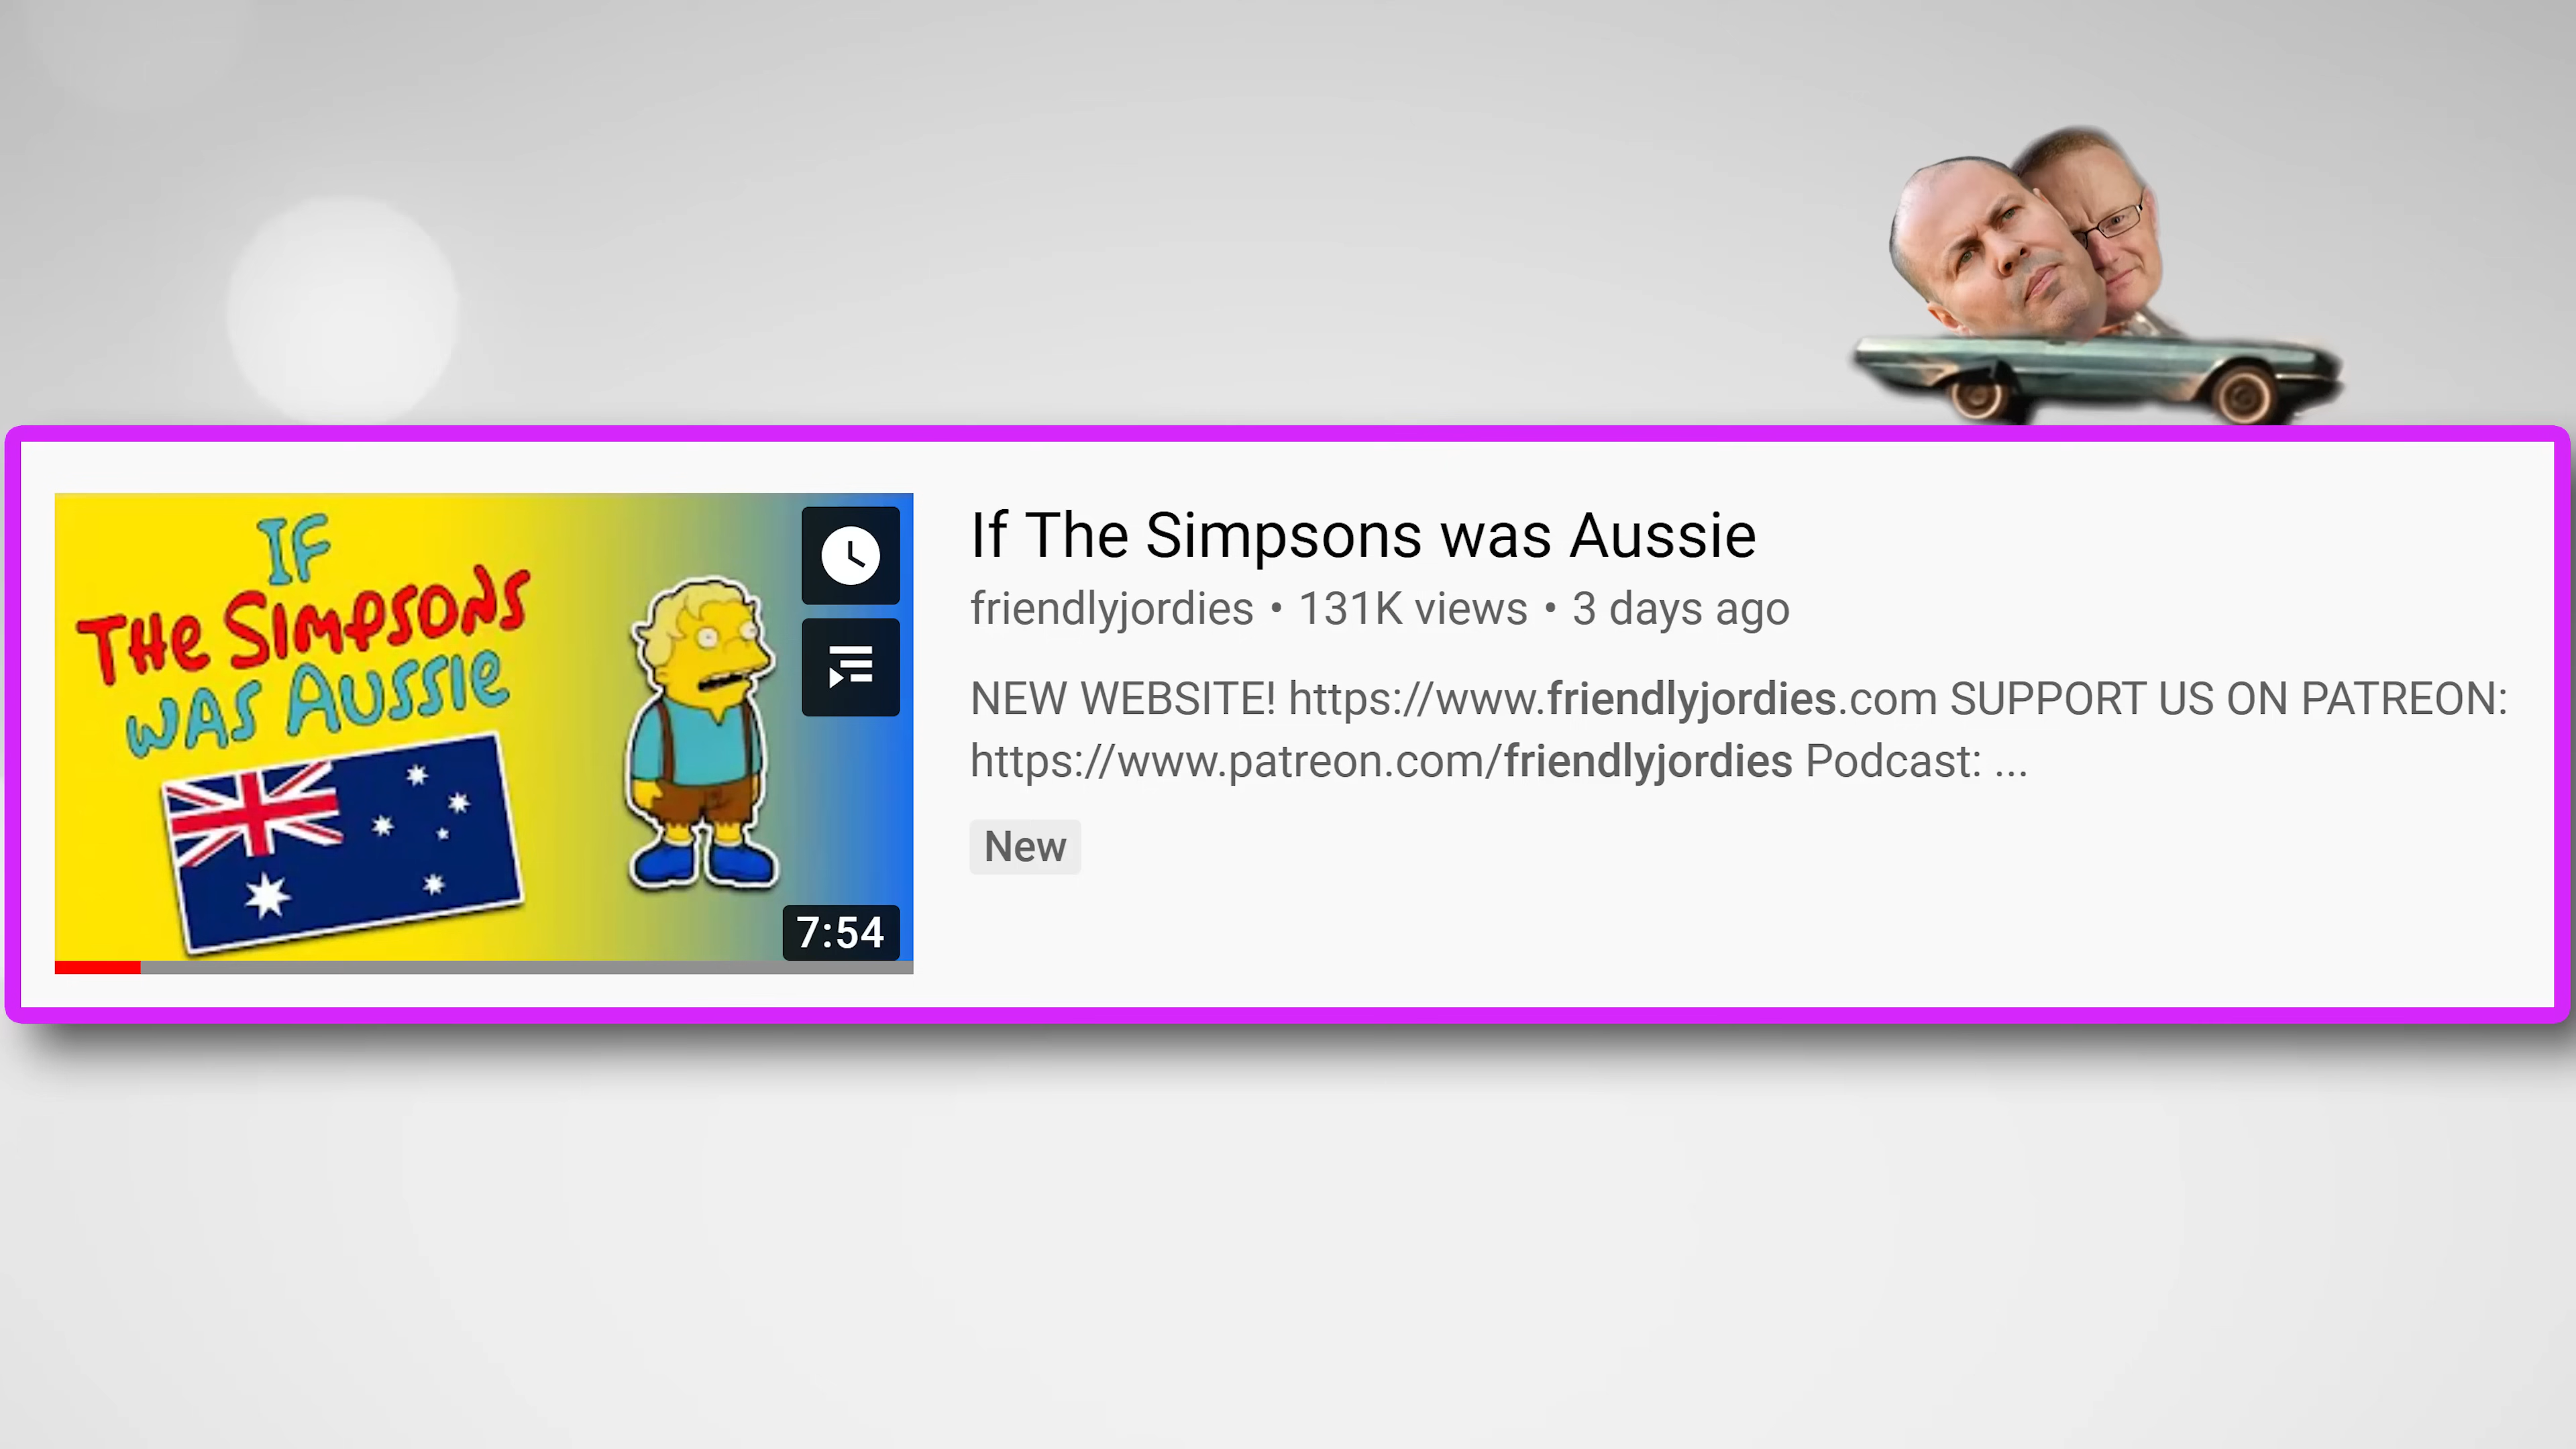 IF
THE SIMPSONS
WAS AUSSIE
7:54
If The Simpsons was Aussie
friendlyjordies • 131K views • 3 days ago
NEW WEBSITE! https://www.friendlyjordies.com SUPPORT US ON PATREON:
https://www.patreon.com/friendlyjordies Podcast: ...
New